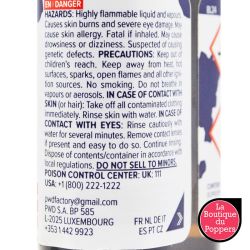 EN : DANGER
HAZARDS: Highly flammable liquid and vapours.
Causes skin burns and severe eye damage. May
cause skin allergy. Fatal if inhaled. May cause
drowsiness or dizziness. Suspected of causing
genetic defects. PRECAUTIONS: Keep out of
children's reach. Keep away from heat, hot
surfaces, sparks, open flames and all other ignition
sources. No smoking. Do not breathe in
vapours or aerosols. IN CASE OF CONTACT WITH
SKIN (or hair): Take off all contaminated clothing
immediately. Rinse skin with water. IN CASE OF
CONTACT WITH EYES: Rinse cautiously with
water for several minutes. Remove contact lenses
if present and easy to do so. Continue rinsing.
Dispose of contents/container in accordance with
local regulations. DO NOT SELL TO MINORS.
POISON CONTROL CENTER: UK: 111
USA: +1(800) 222-1222
pwdfactory@gmail.com
PWD S.A. BP 585
L-2015 LUXEMBOURG
+353 1 442 9923
FR NL DE IT
ES PT CZ
La
Boutique
du
Poppers